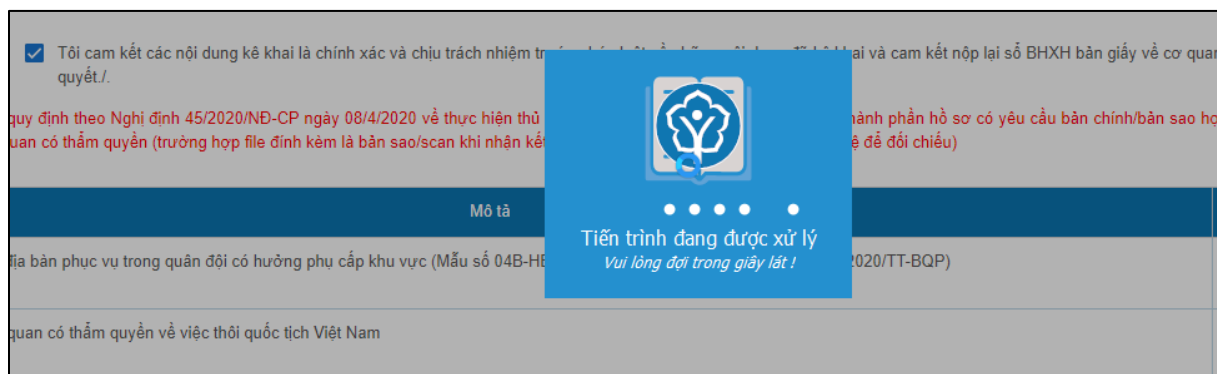 Tôi cam kết các nội dung kê khai là chính xác và chịu trách nhiệm ai và cam kết nộp lại sổ BHXH bản giấy về cơ quan
quyết./.
quy định theo Nghị định 45/2020/NĐ-CP ngày 08/4/2020 về thực hiện thủ hành phần hồ sơ có yêu cầu bản chính/bản sao
quan có thẩm quyền (trường hợp file đính kèm là bản sao/scan khi nhận kết ệ để đối chiếu)
Mô tả
Tiến trình đang được xử lý
Vui lòng đợi trong giây lát !
địa bàn phục vụ trong quân đội có hưởng phụ cấp khu vực (Mẫu số 04B-H 2020/TT-BQP)
quan có thẩm quyền về việc thôi quốc tịch Việt Nam